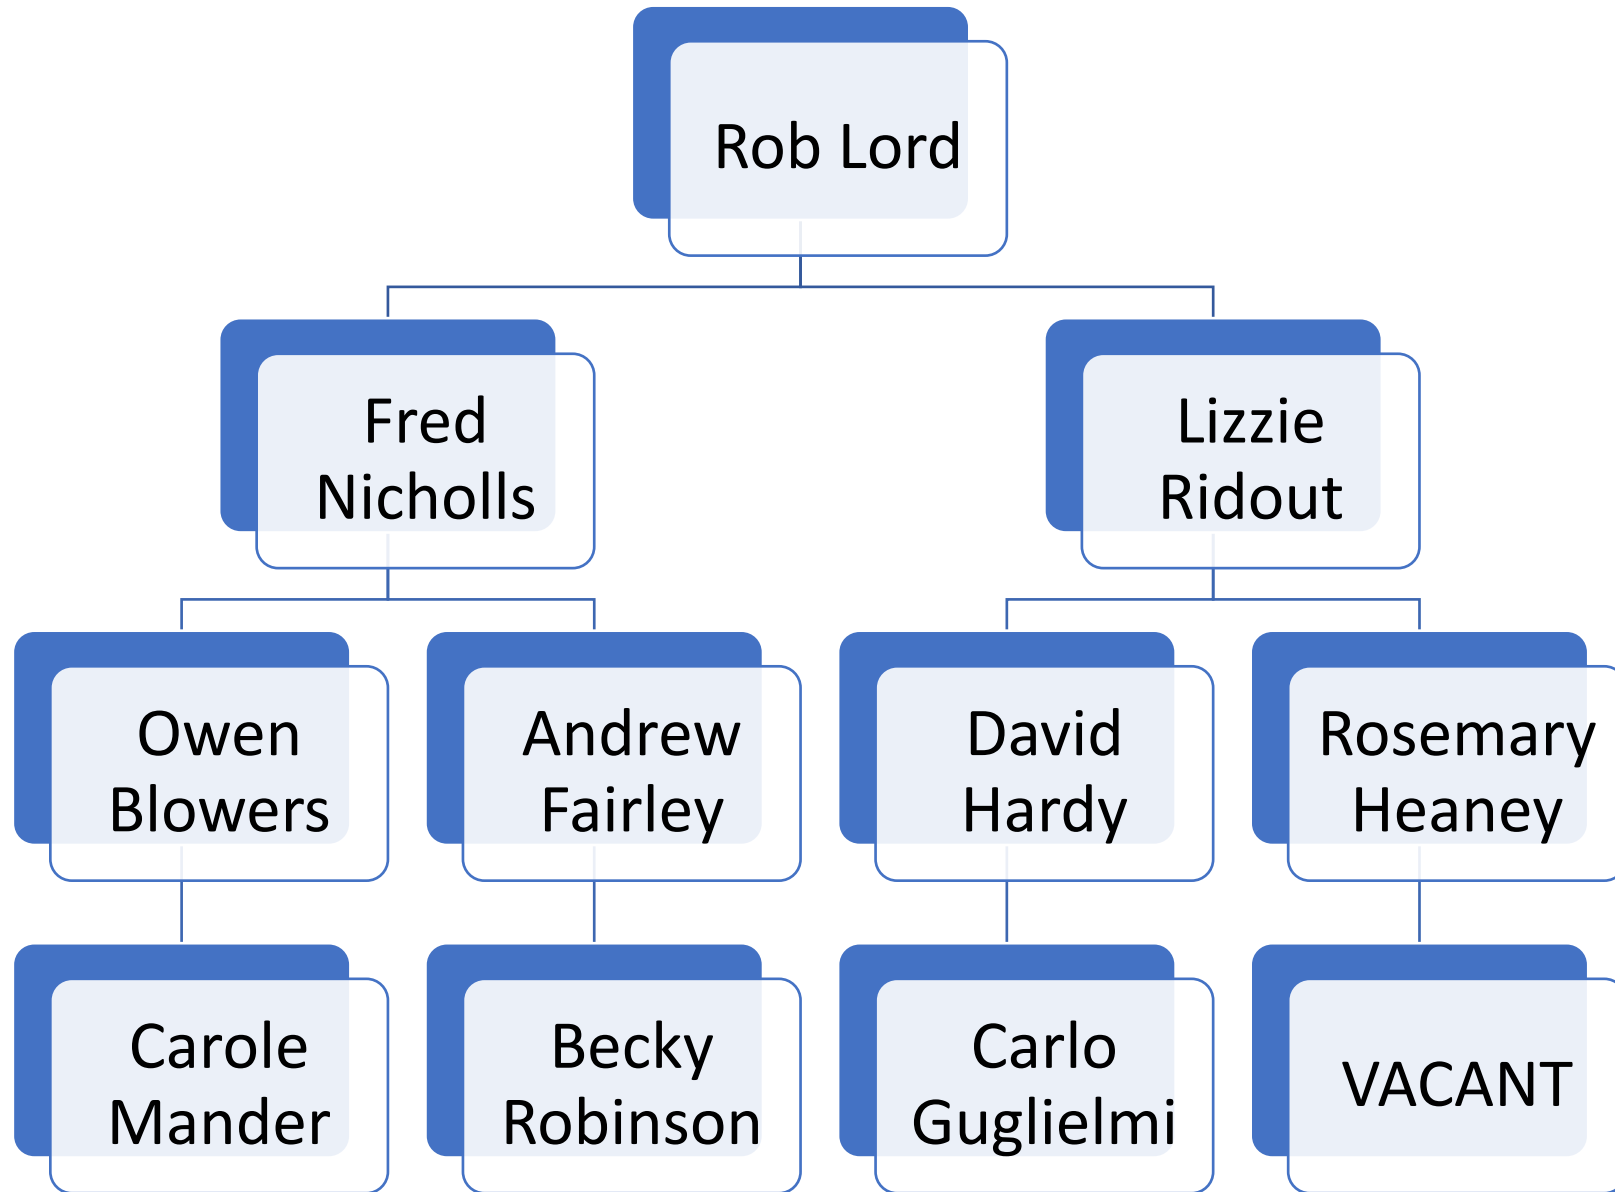 Rob Lord
Fred
Nicholls
Lizzie
Ridout
Owen
Blowers
Andrew
Fairley
David
Hardy
Rosemary
Heaney
Carole
Mander
Becky
Robinson
Carlo
Guglielmi
VACANT